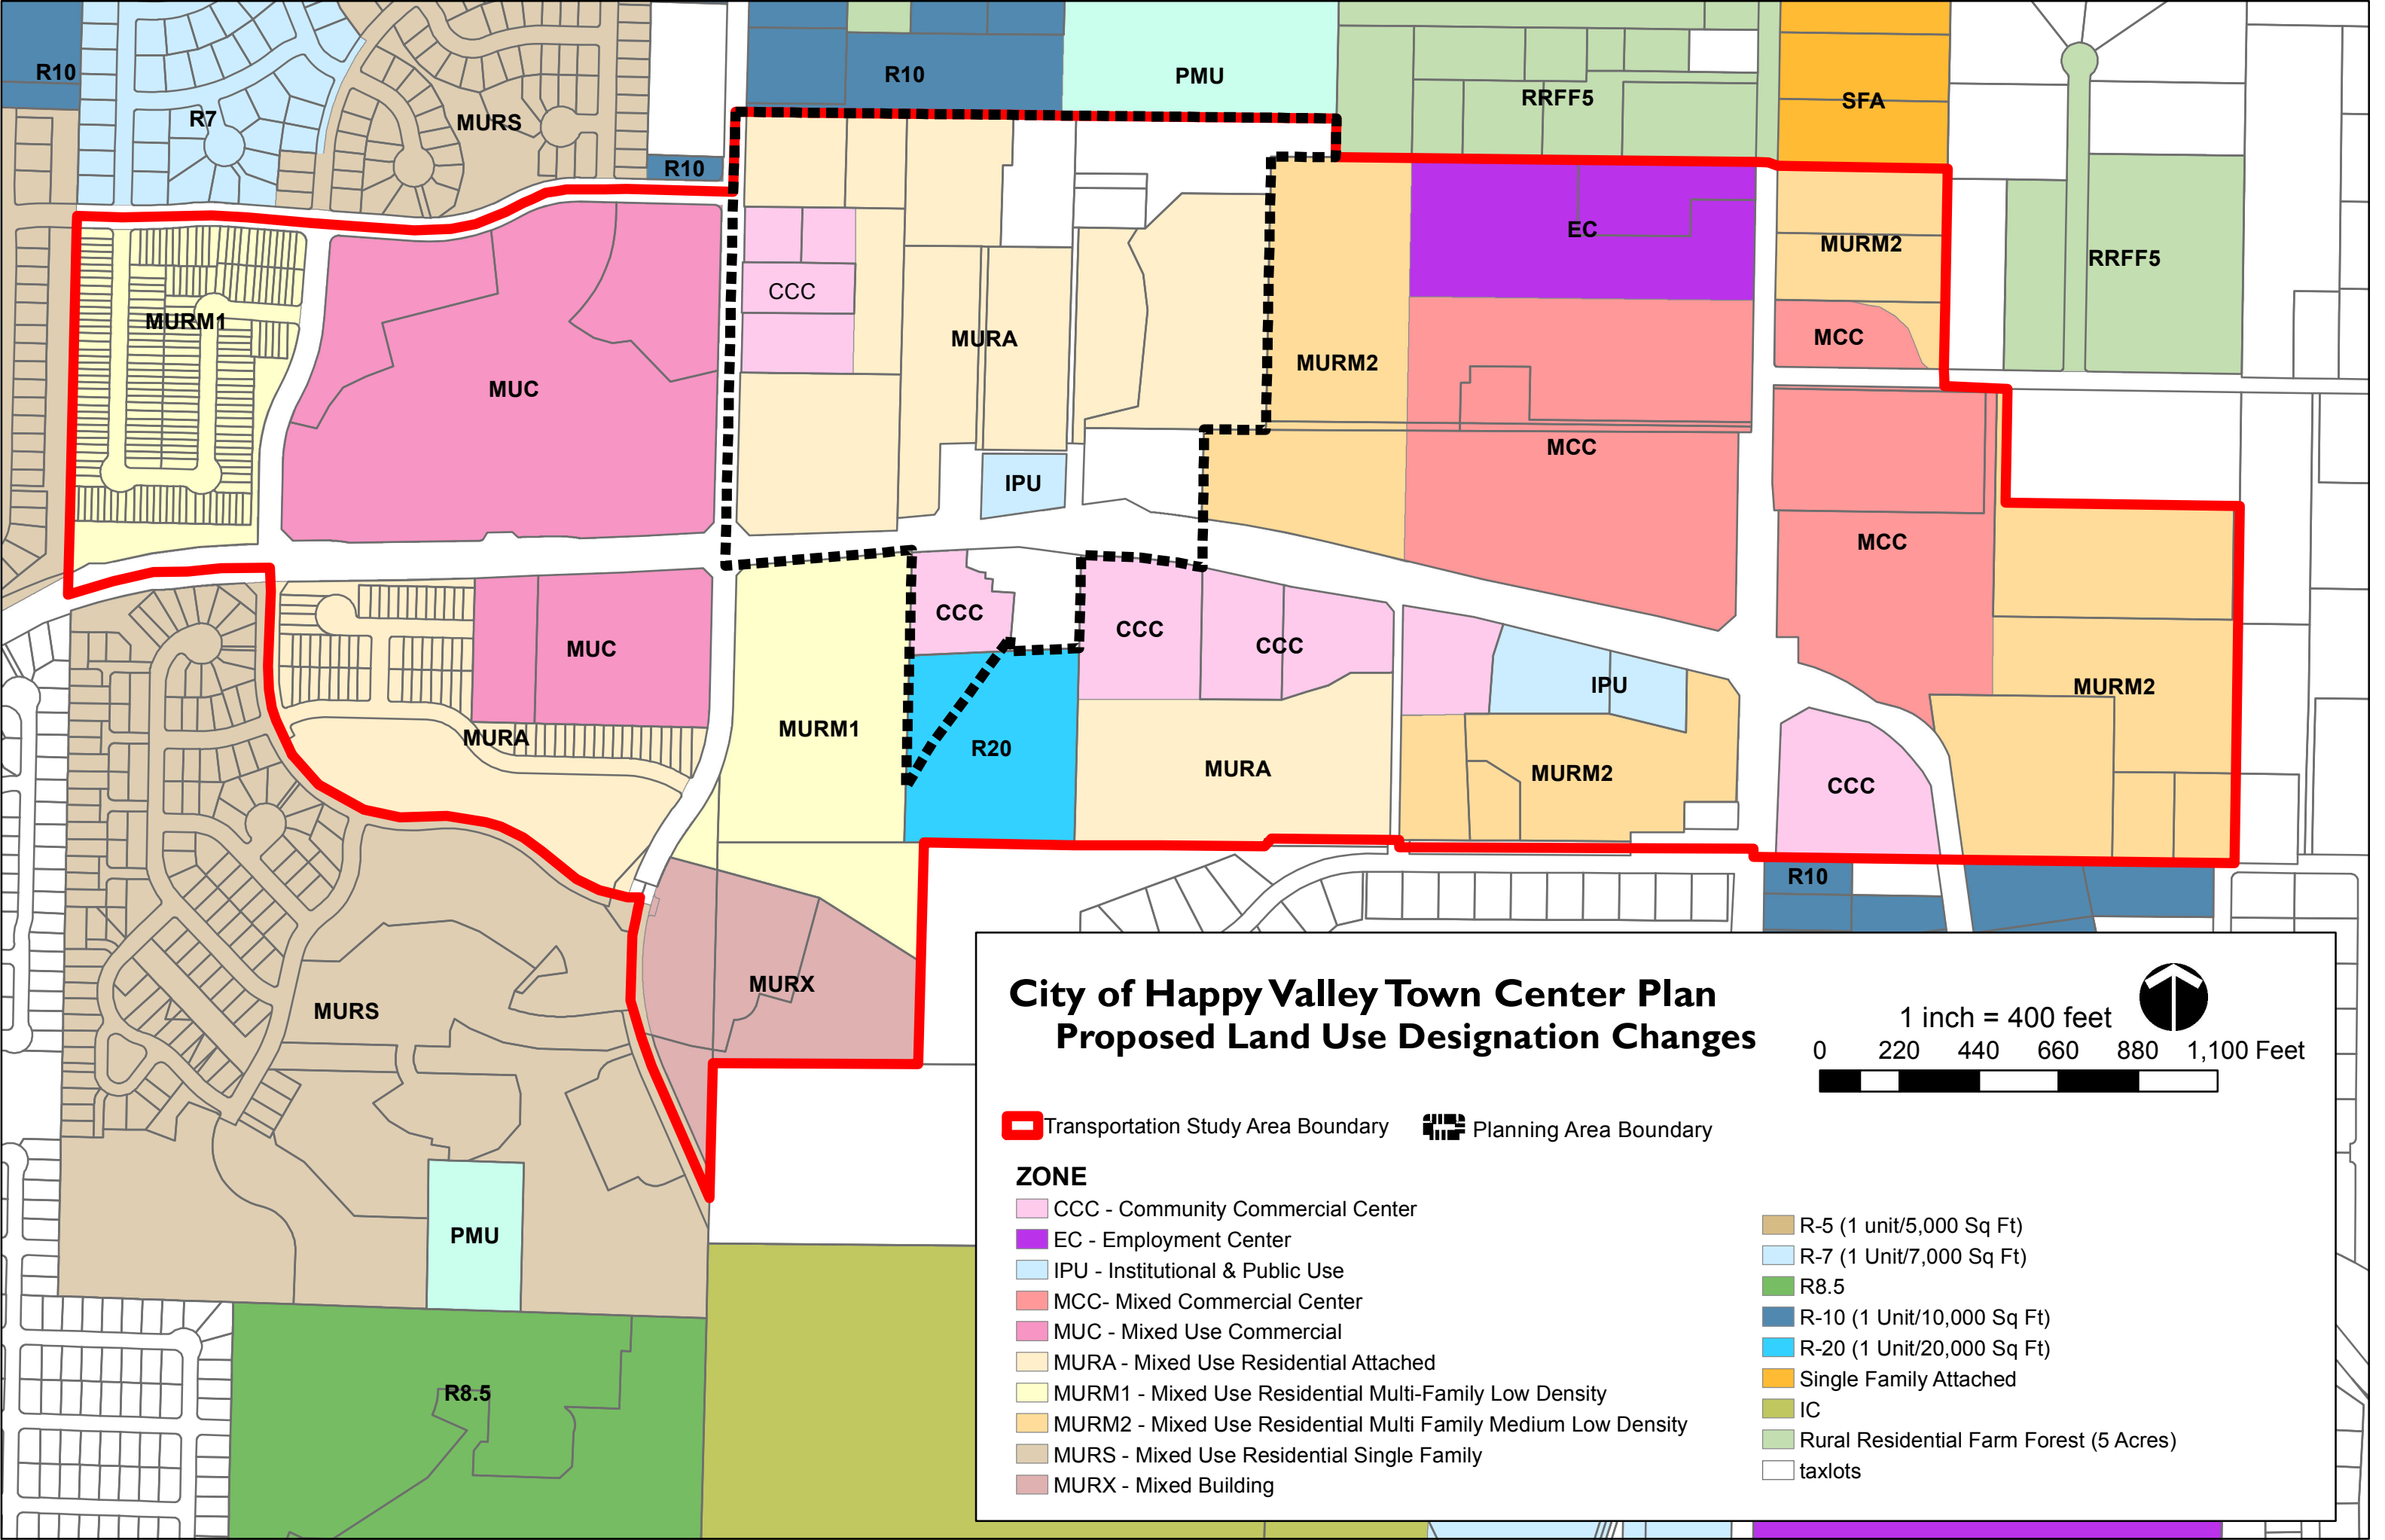 R10
R10
PMU
RRFF5
SFA
R7
MURS
R10
EC
MURM2
RRFF5
CCC
MURM1
MURA
MCC
MURM2
MUC
MCC
IPU
MCC
CCC
CCC
CCC
MUC
IPU
MURM2
MURM1
MURA
R20
MURA
MURM2
CCC
R10
MURX
MURS
PMU
R8.5
City of Happy Valley Town Center Plan
Proposed Land Use Designation Changes
1 inch = 400 feet
0 220 440 660 880 1,100 Feet
Transportation Study Area Boundary
Planning Area Boundary
ZONE
CCC - Community Commercial Center
EC - Employment Center
IPU - Institutional & Public Use
MCC- Mixed Commercial Center
MUC - Mixed Use Commercial
MURA - Mixed Use Residential Attached
MURM1 - Mixed Use Residential Multi-Family Low Density
MURM2 - Mixed Use Residential Multi Family Medium Low Density
MURS - Mixed Use Residential Single Family
MURX - Mixed Building
R-5 (1 unit/5,000 Sq Ft)
R-7 (1 Unit/7,000 Sq Ft)
R8.5
R-10 (1 Unit/10,000 Sq Ft)
R-20 (1 Unit/20,000 Sq Ft)
Single Family Attached
IC
Rural Residential Farm Forest (5 Acres)
taxlots